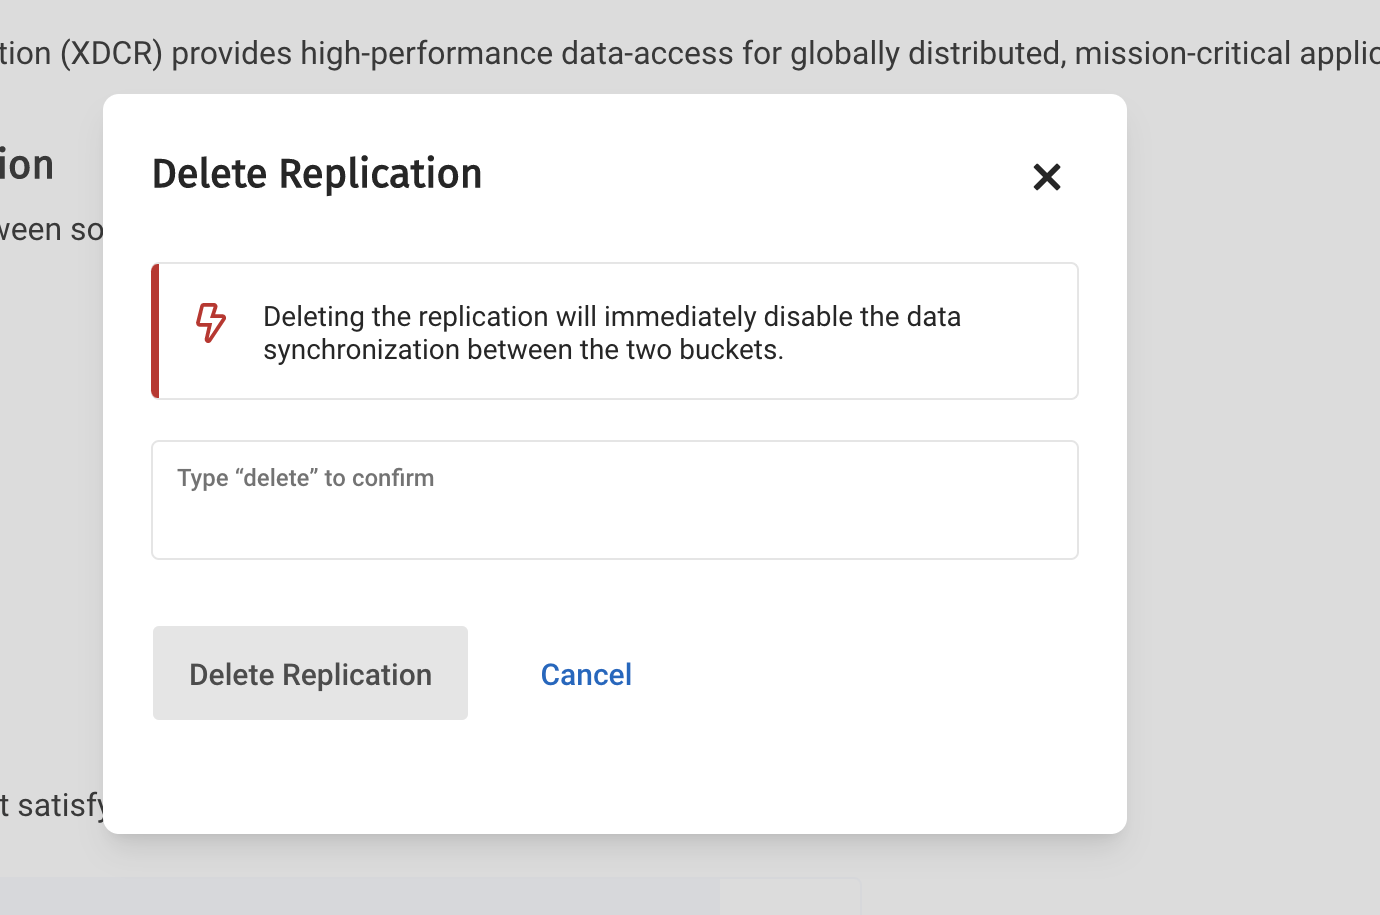 tion (XDCR) provides high-performance data-access for globally distributed, mission-critical applic
ion
ween so
Delete Replication
Deleting the replication will immediately disable the data
synchronization between the two buckets.
Type “delete” to confirm
Delete Replication
Cancel
t satisfy